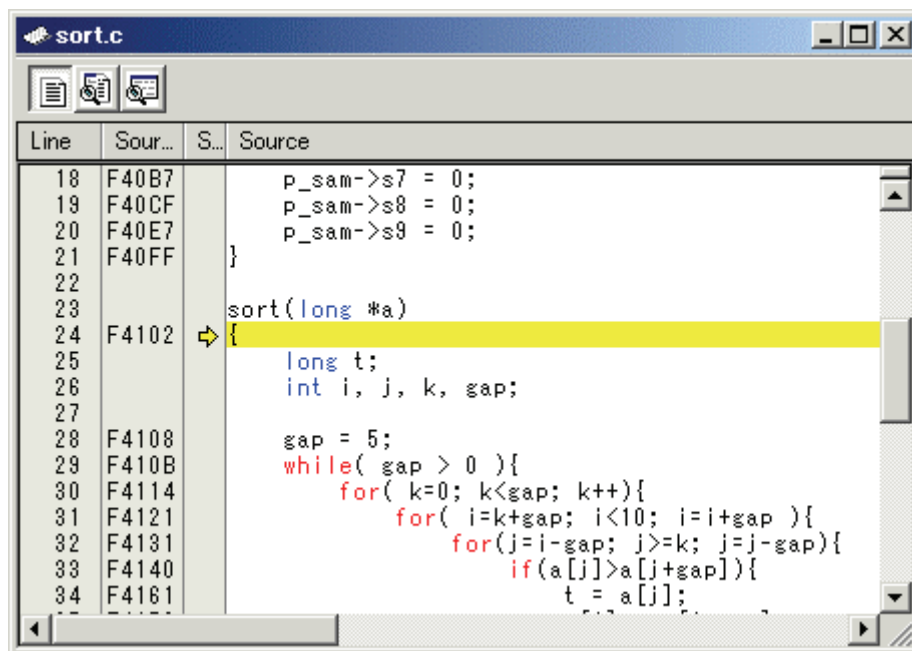 sort.c
Line Sour... S... Source
18 F40B7 p_sam->s7 = 0;
19 F40CF p_sam->s8 = 0;
20 F40E7 p_sam->s9 = 0;
21 F40FF }
22
23 sort(long *a)
24 F4102 {
25 long t;
26 int i, j, k, gap;
27
28 F4108 gap = 5;
29 F410B while( gap > 0 ){
30 F4114 for( k=0; k<gap; k++){
31 F4121 for( i=k+gap; i<10; i=i+gap ){
32 F4131 for(j=i-gap; j>=k; j=j-gap){
33 F4140 if(a[j]>a[j+gap]){
34 F4161 t = a[j];